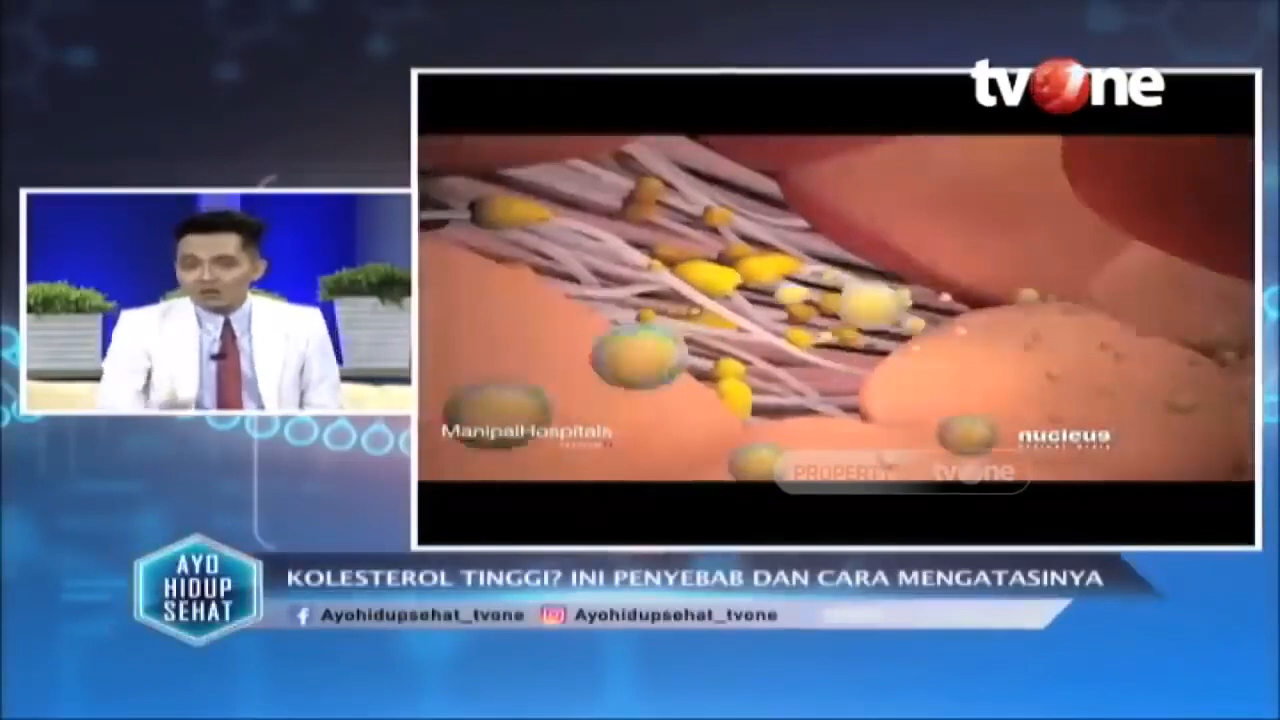 tvOne
ManipalHospitals
nucleus
PROPERTY tvOne
AYO
HIDUP
SEHAT
KOLESTEROL TINGGI? INI PENYEBAB DAN CARA MENGATASINYA
Ayohidupsehat_tvone Ayohidupsehat_tvone